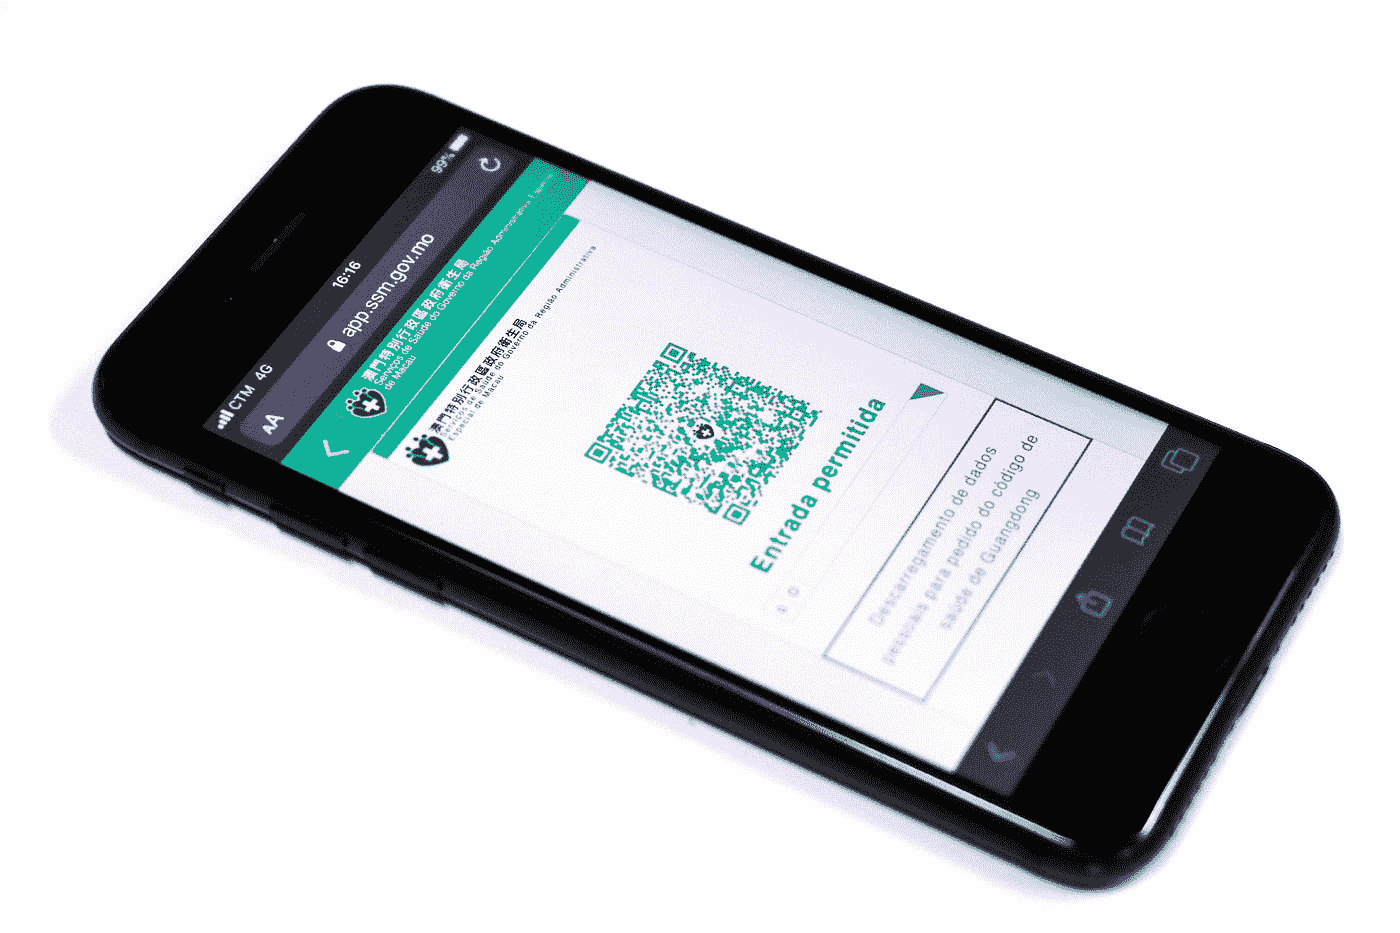 CTM 4G
16:16
99%
AA
app.ssm.gov.mo
澳門特別行政區政府衛生局
Serviços de Saúde do Governo da Região Administrativa
de Macau
澳門特別行政區政府衛生局
Serviços de Saúde do Governo da Região Administrativa
Especial de Macau
Entrada permitida
Descarregamento de dados
pessoais para pedido do código de
saúde de Guangdong